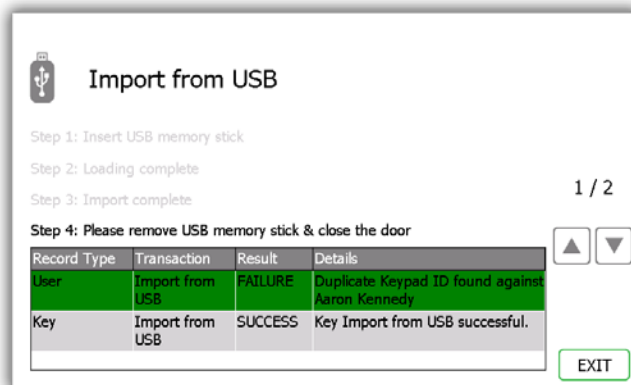 Import from USB
Step 1: Insert USB memory stick
Step 2: Loading complete
Step 3: Import complete
1 / 2
Step 4: Please remove USB memory stick & close the door
Record Type Transaction Result Details
User Import from USB FAILURE Duplicate Keypad ID found against Aaron Kennedy
Key Import from USB SUCCESS Key Import from USB successful.
EXIT